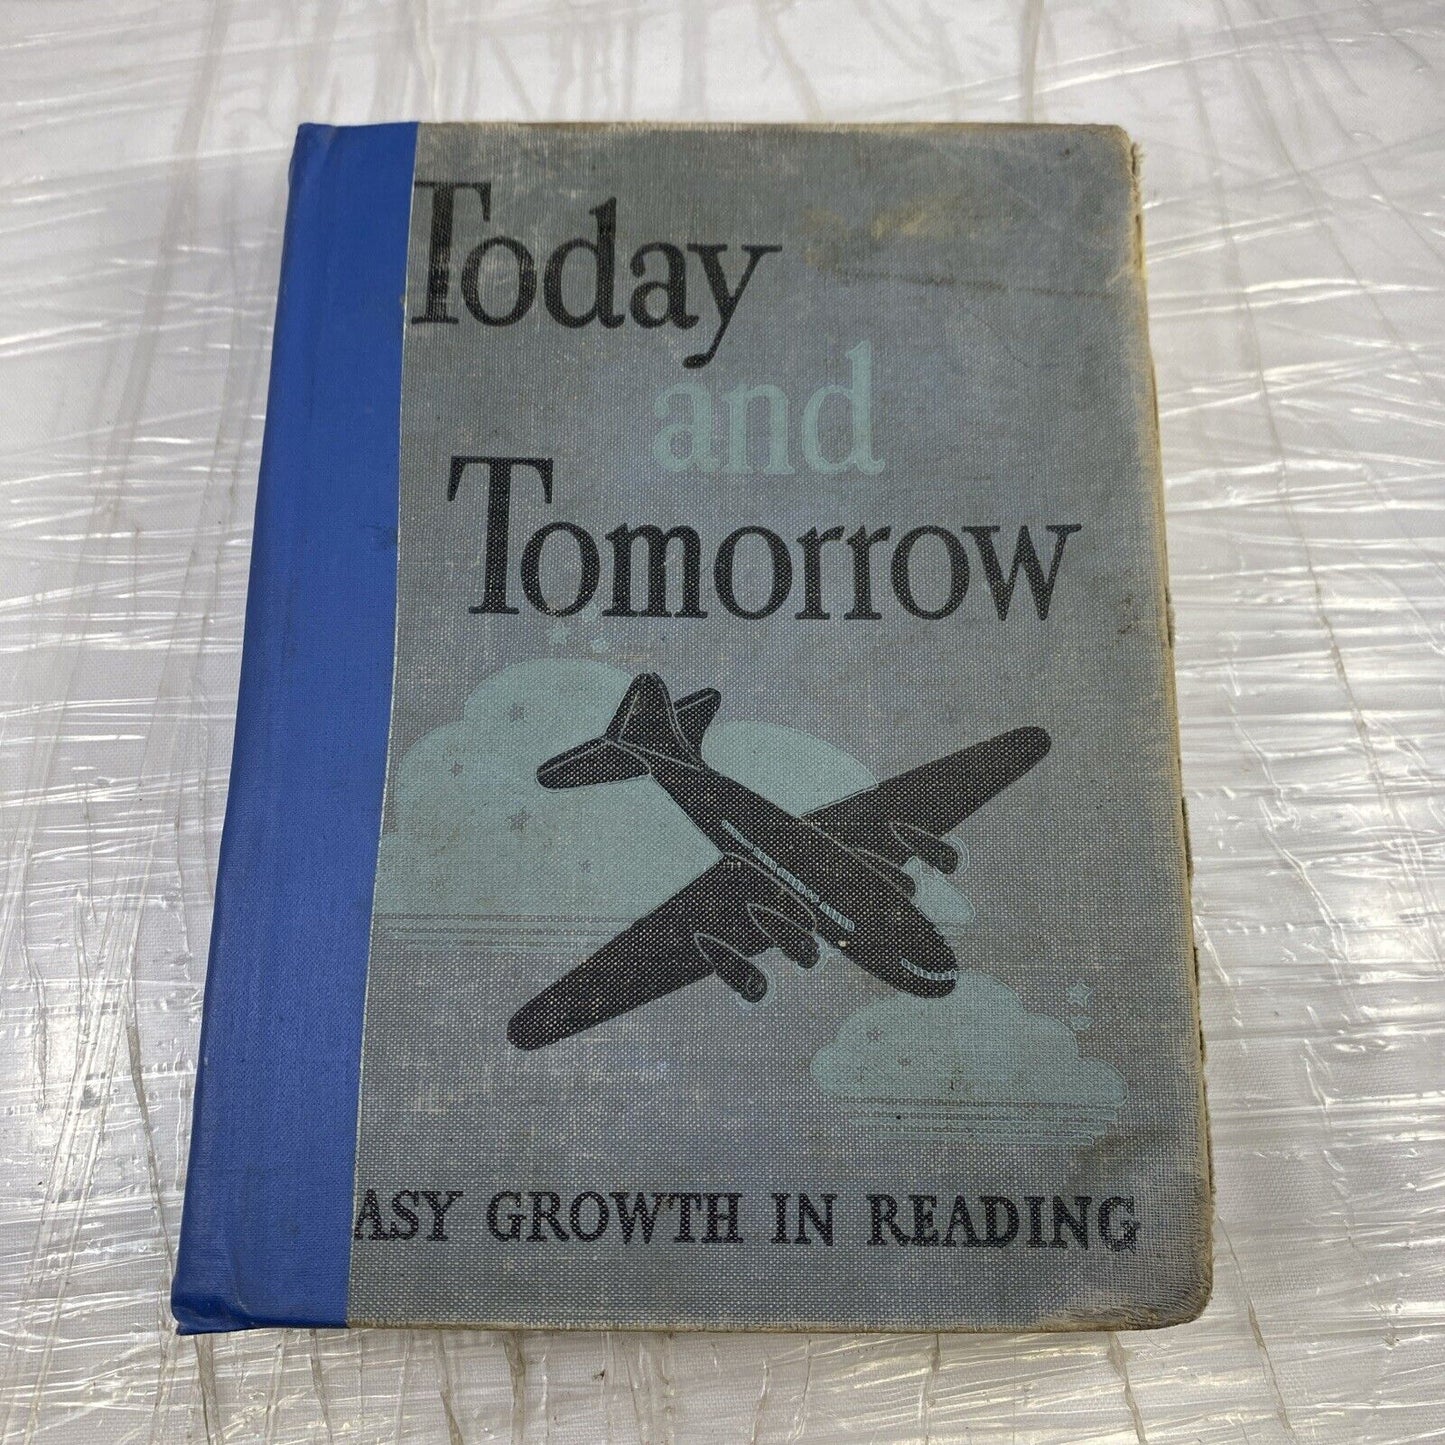 Today
and
Tomorrow
ASY GROWTH IN READING